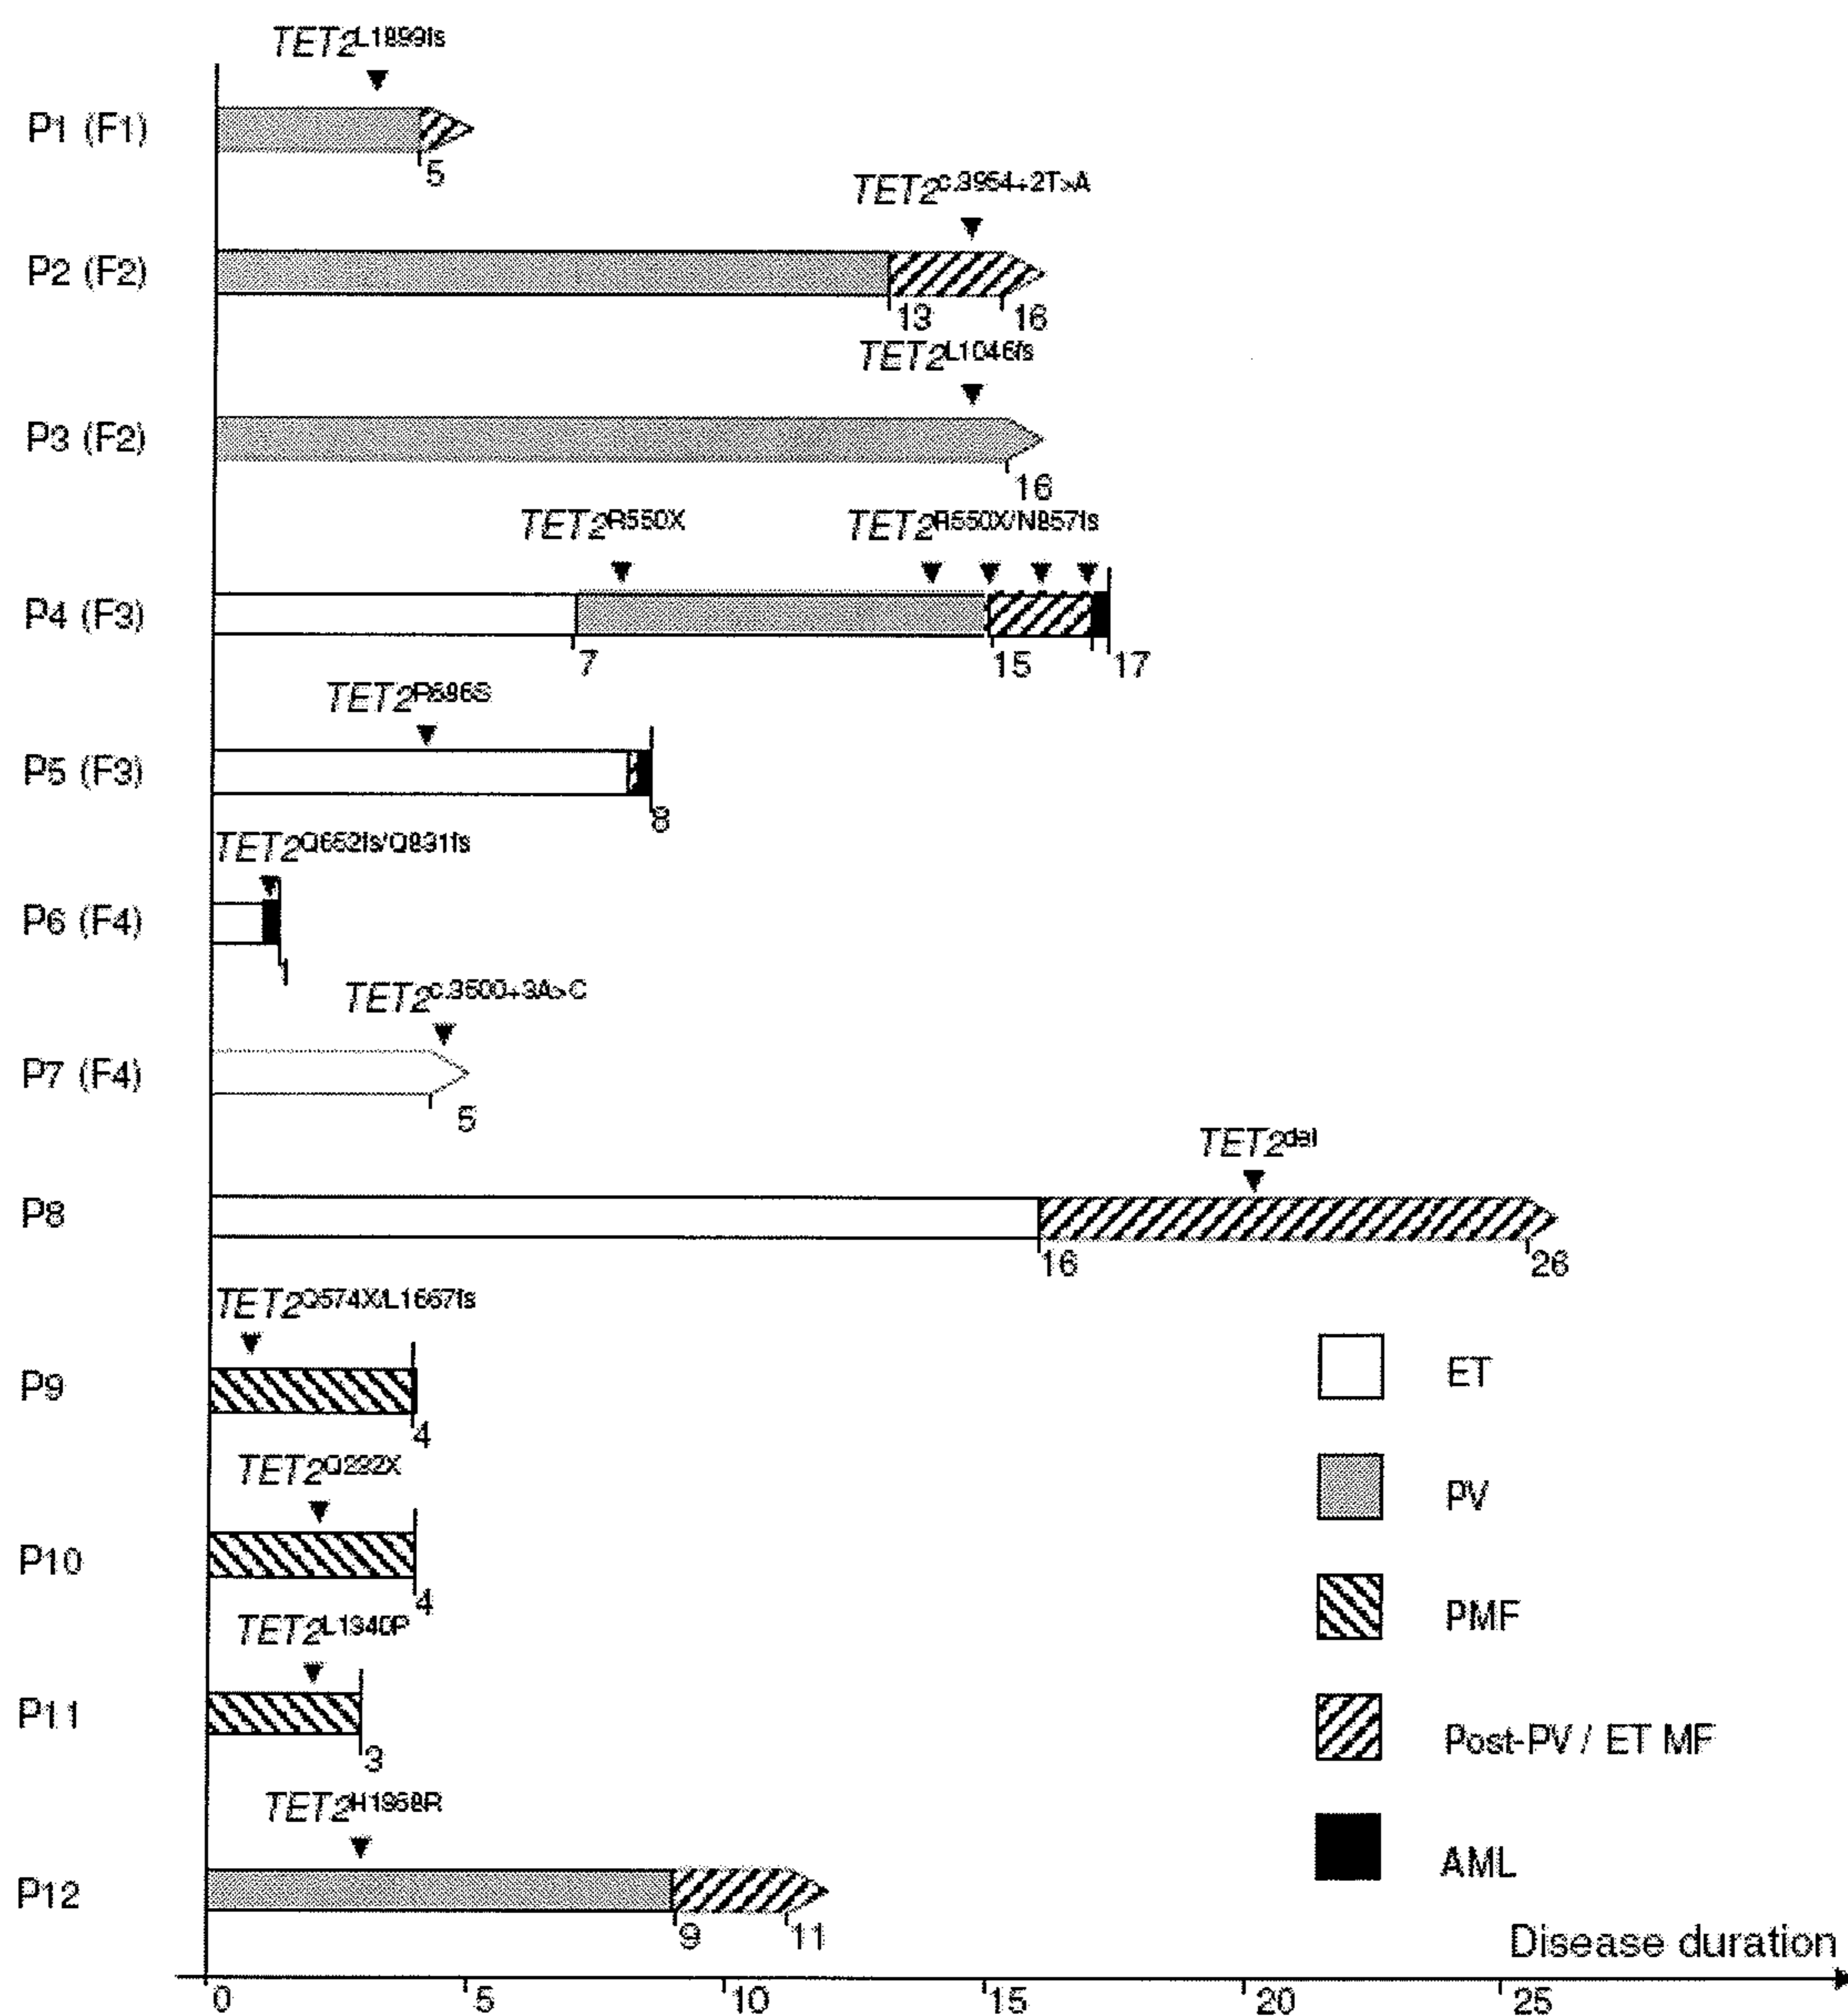 TET2L1899fs
P1 (F1)
5
TET2c.3954+2T>A
P2 (F2)
13 16
TET2L1046fs
P3 (F2)
16
TET2R550X TET2R550X/N857fs
P4 (F3)
7 15 17
TET2P696S
P5 (F3)
8
TET2Q652fs/Q831fs
P6 (F4)
1
TET2c.3500+3A>C
P7 (F4)
5
TET2del
P8
16 26
TET2Q574X/L1667fs
P9
4
ET
TET2Q292X
PV
P10
4
PMF
TET2L1340P
P11
3
Post-PV / ET MF
TET2H1868R
AML
P12
9 11
Disease duration
0 5 10 15 20 25